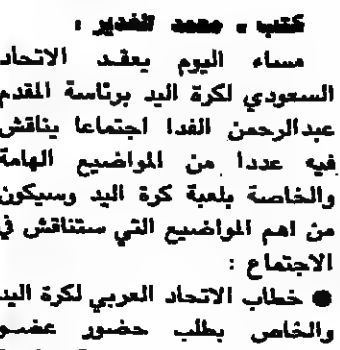 كتب ـ محمد الغدير :
مساء اليوم يعقد الاتحاد
السعودي لكرة اليد برئاسة المقدم
عبدالرحمن الفدا اجتماعا يناقش
فيه عددا من المواضيع الهامة
والخاصة بلعبة كرة اليد وسيكون
من اهم المواضيع التي ستناقش في
الاجتماع :
● خطاب الاتحاد العربي لكرة اليد
والخاص بطلب حضور عضو